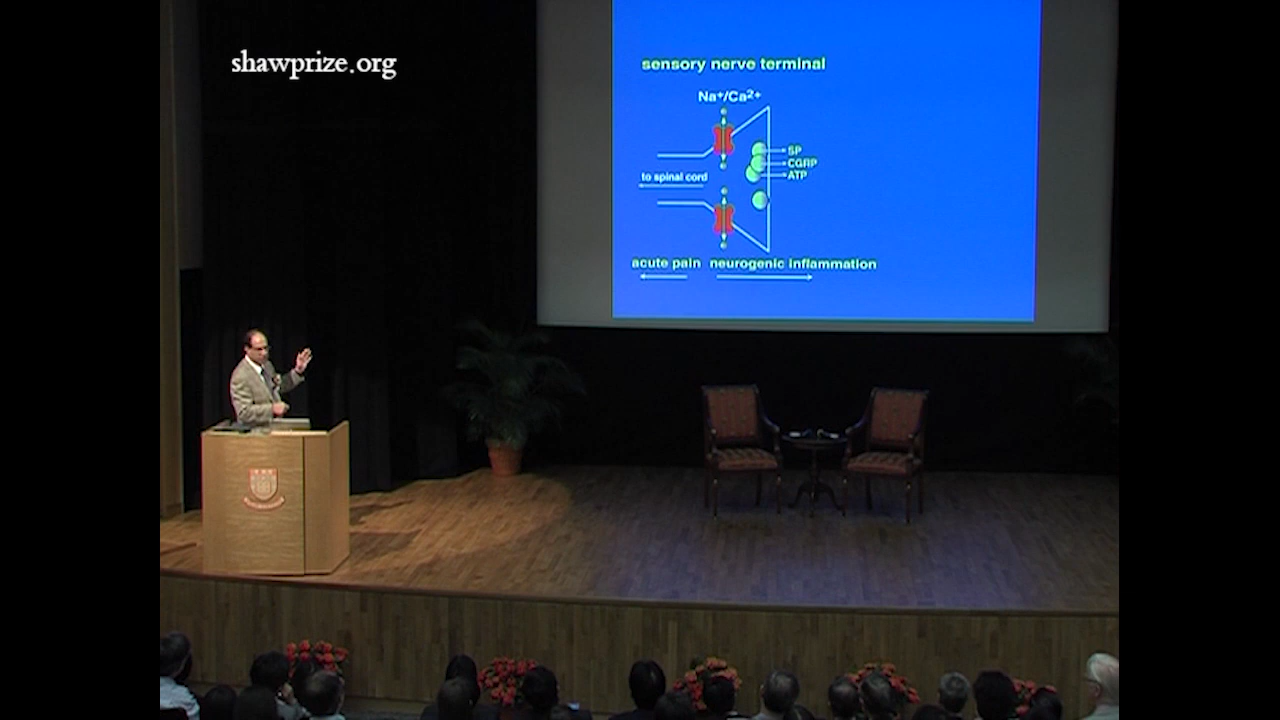 shawprize.org
sensory nerve terminal
Na+/Ca2+
SP
CGRP
ATP
to spinal cord
acute pain neurogenic inflammation